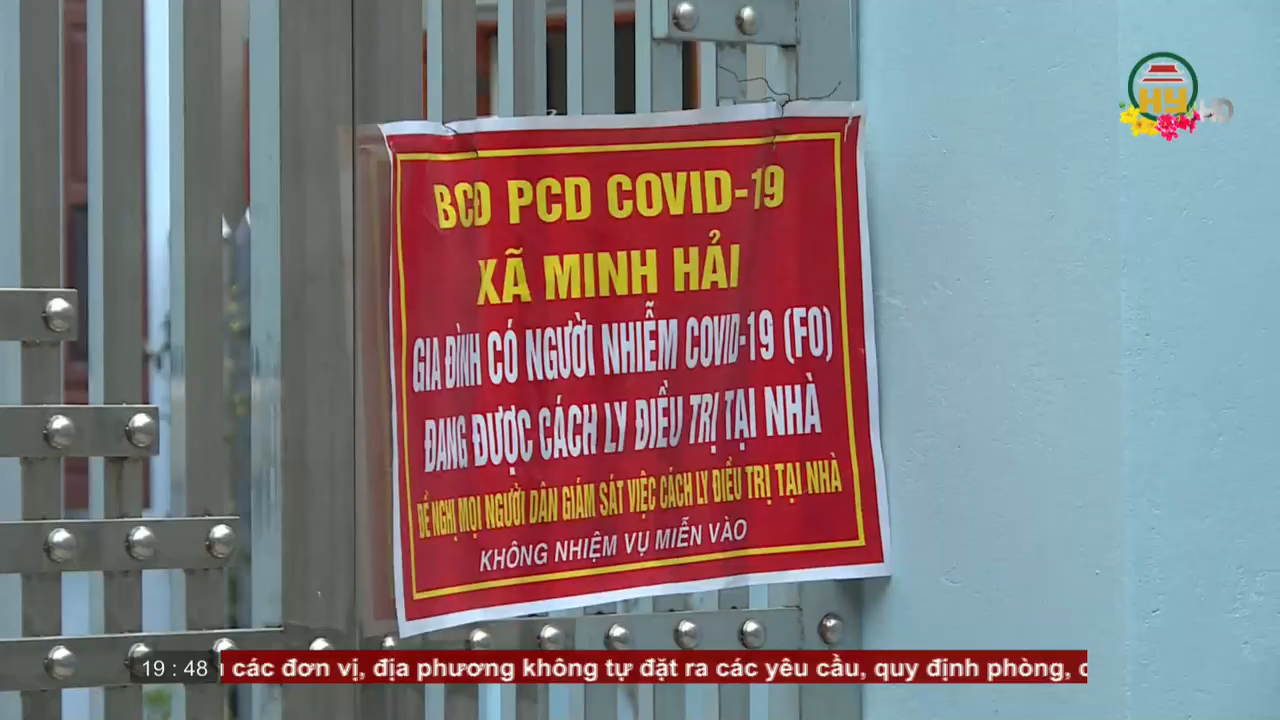 HY HD
BCĐ PCD COVID-19
XÃ MINH HẢI
GIA ĐÌNH CÓ NGƯỜI NHIỄM COVID-19 (F0)
ĐANG ĐƯỢC CÁCH LY ĐIỀU TRỊ TẠI NHÀ
ĐỀ NGHỊ MỌI NGƯỜI DÂN GIÁM SÁT VIỆC CÁCH LY ĐIỀU TRỊ TẠI NHÀ
KHÔNG NHIỆM VỤ MIỄN VÀO
19 : 48 các đơn vị, địa phương không tự đặt ra các yêu cầu, quy định phòng,